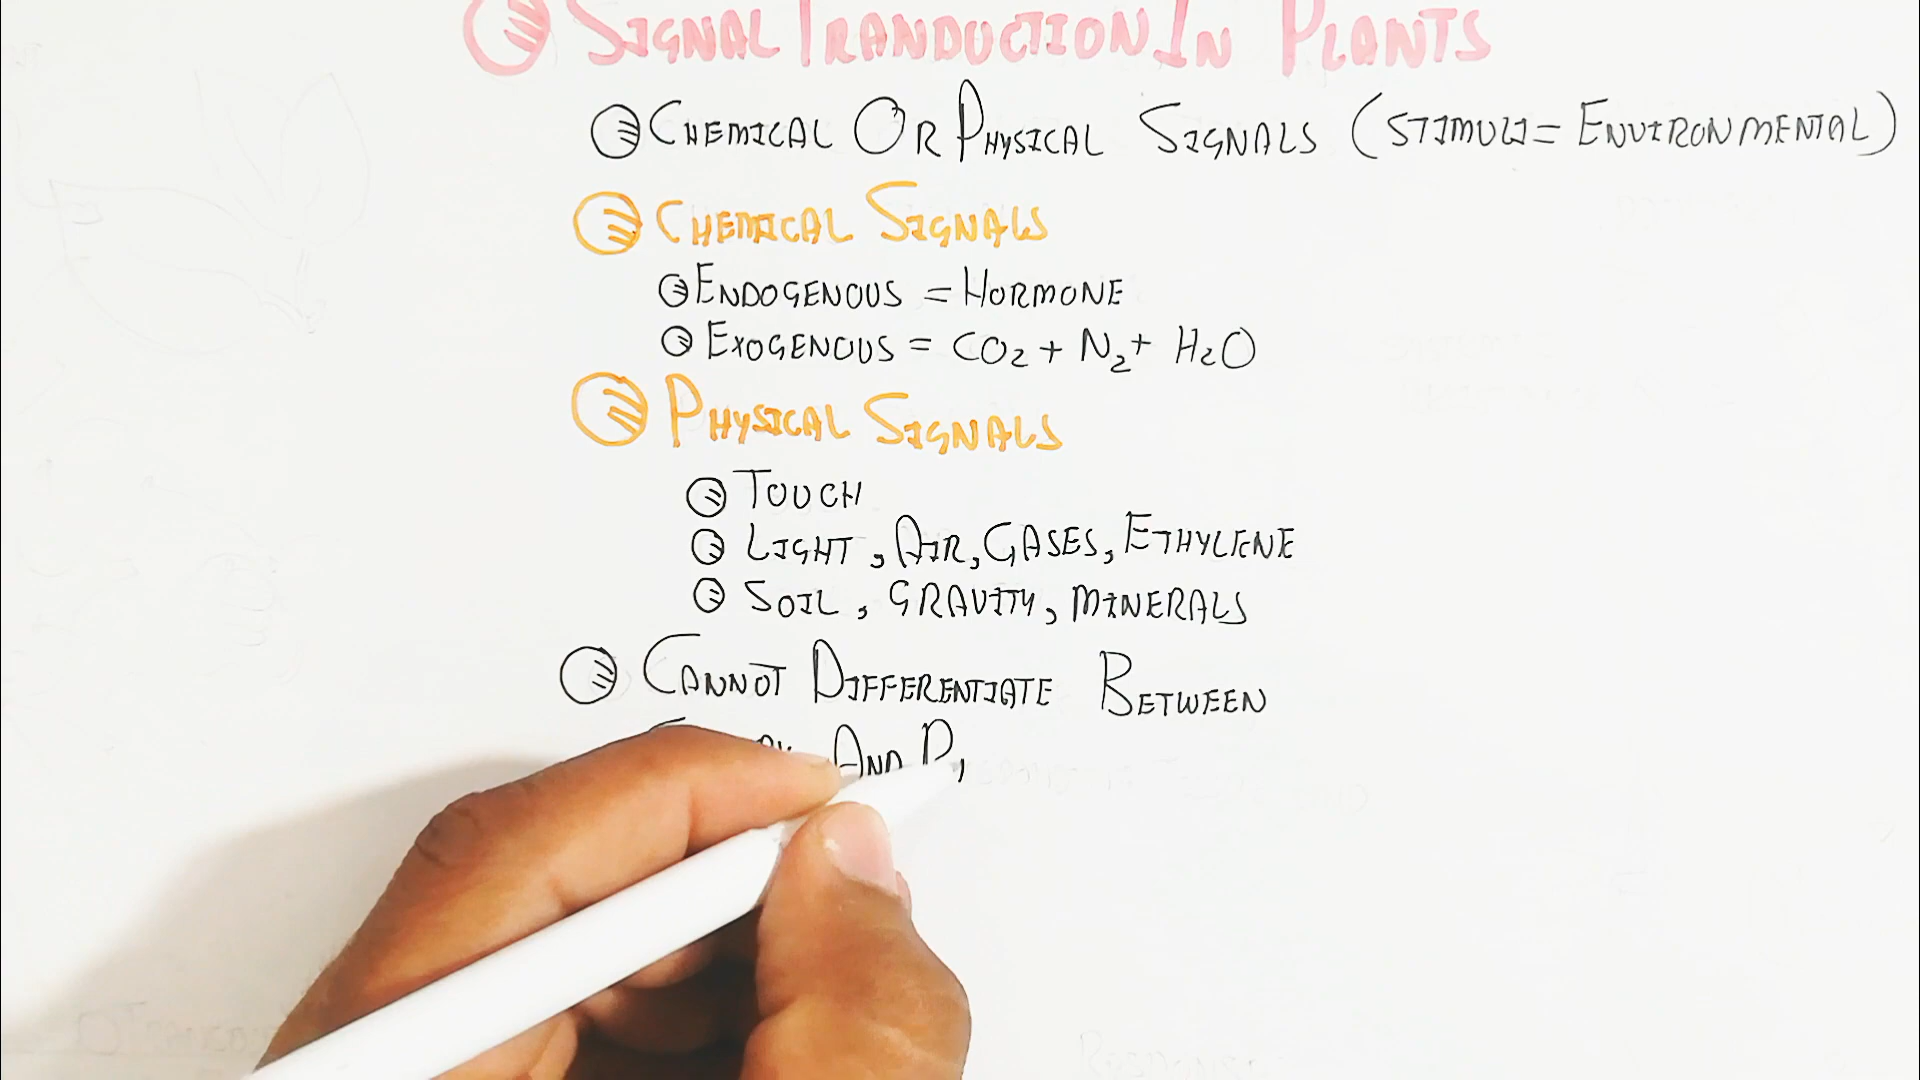 SIGNAL TRANDUCTION IN PLANTS
CHEMICAL OR PHYSICAL SIGNALS (STIMULI = ENVIRONMENTAL)
CHEMICAL SIGNALS
ENDOGENOUS = HORMONE
EXOGENOUS = CO2 + N2 + H2O
PHYSICAL SIGNALS
TOUCH
LIGHT, AIR, GASES, ETHYLENE
SOIL, GRAVITY, MINERALS
CANNOT DIFFERENTIATE BETWEEN
AND